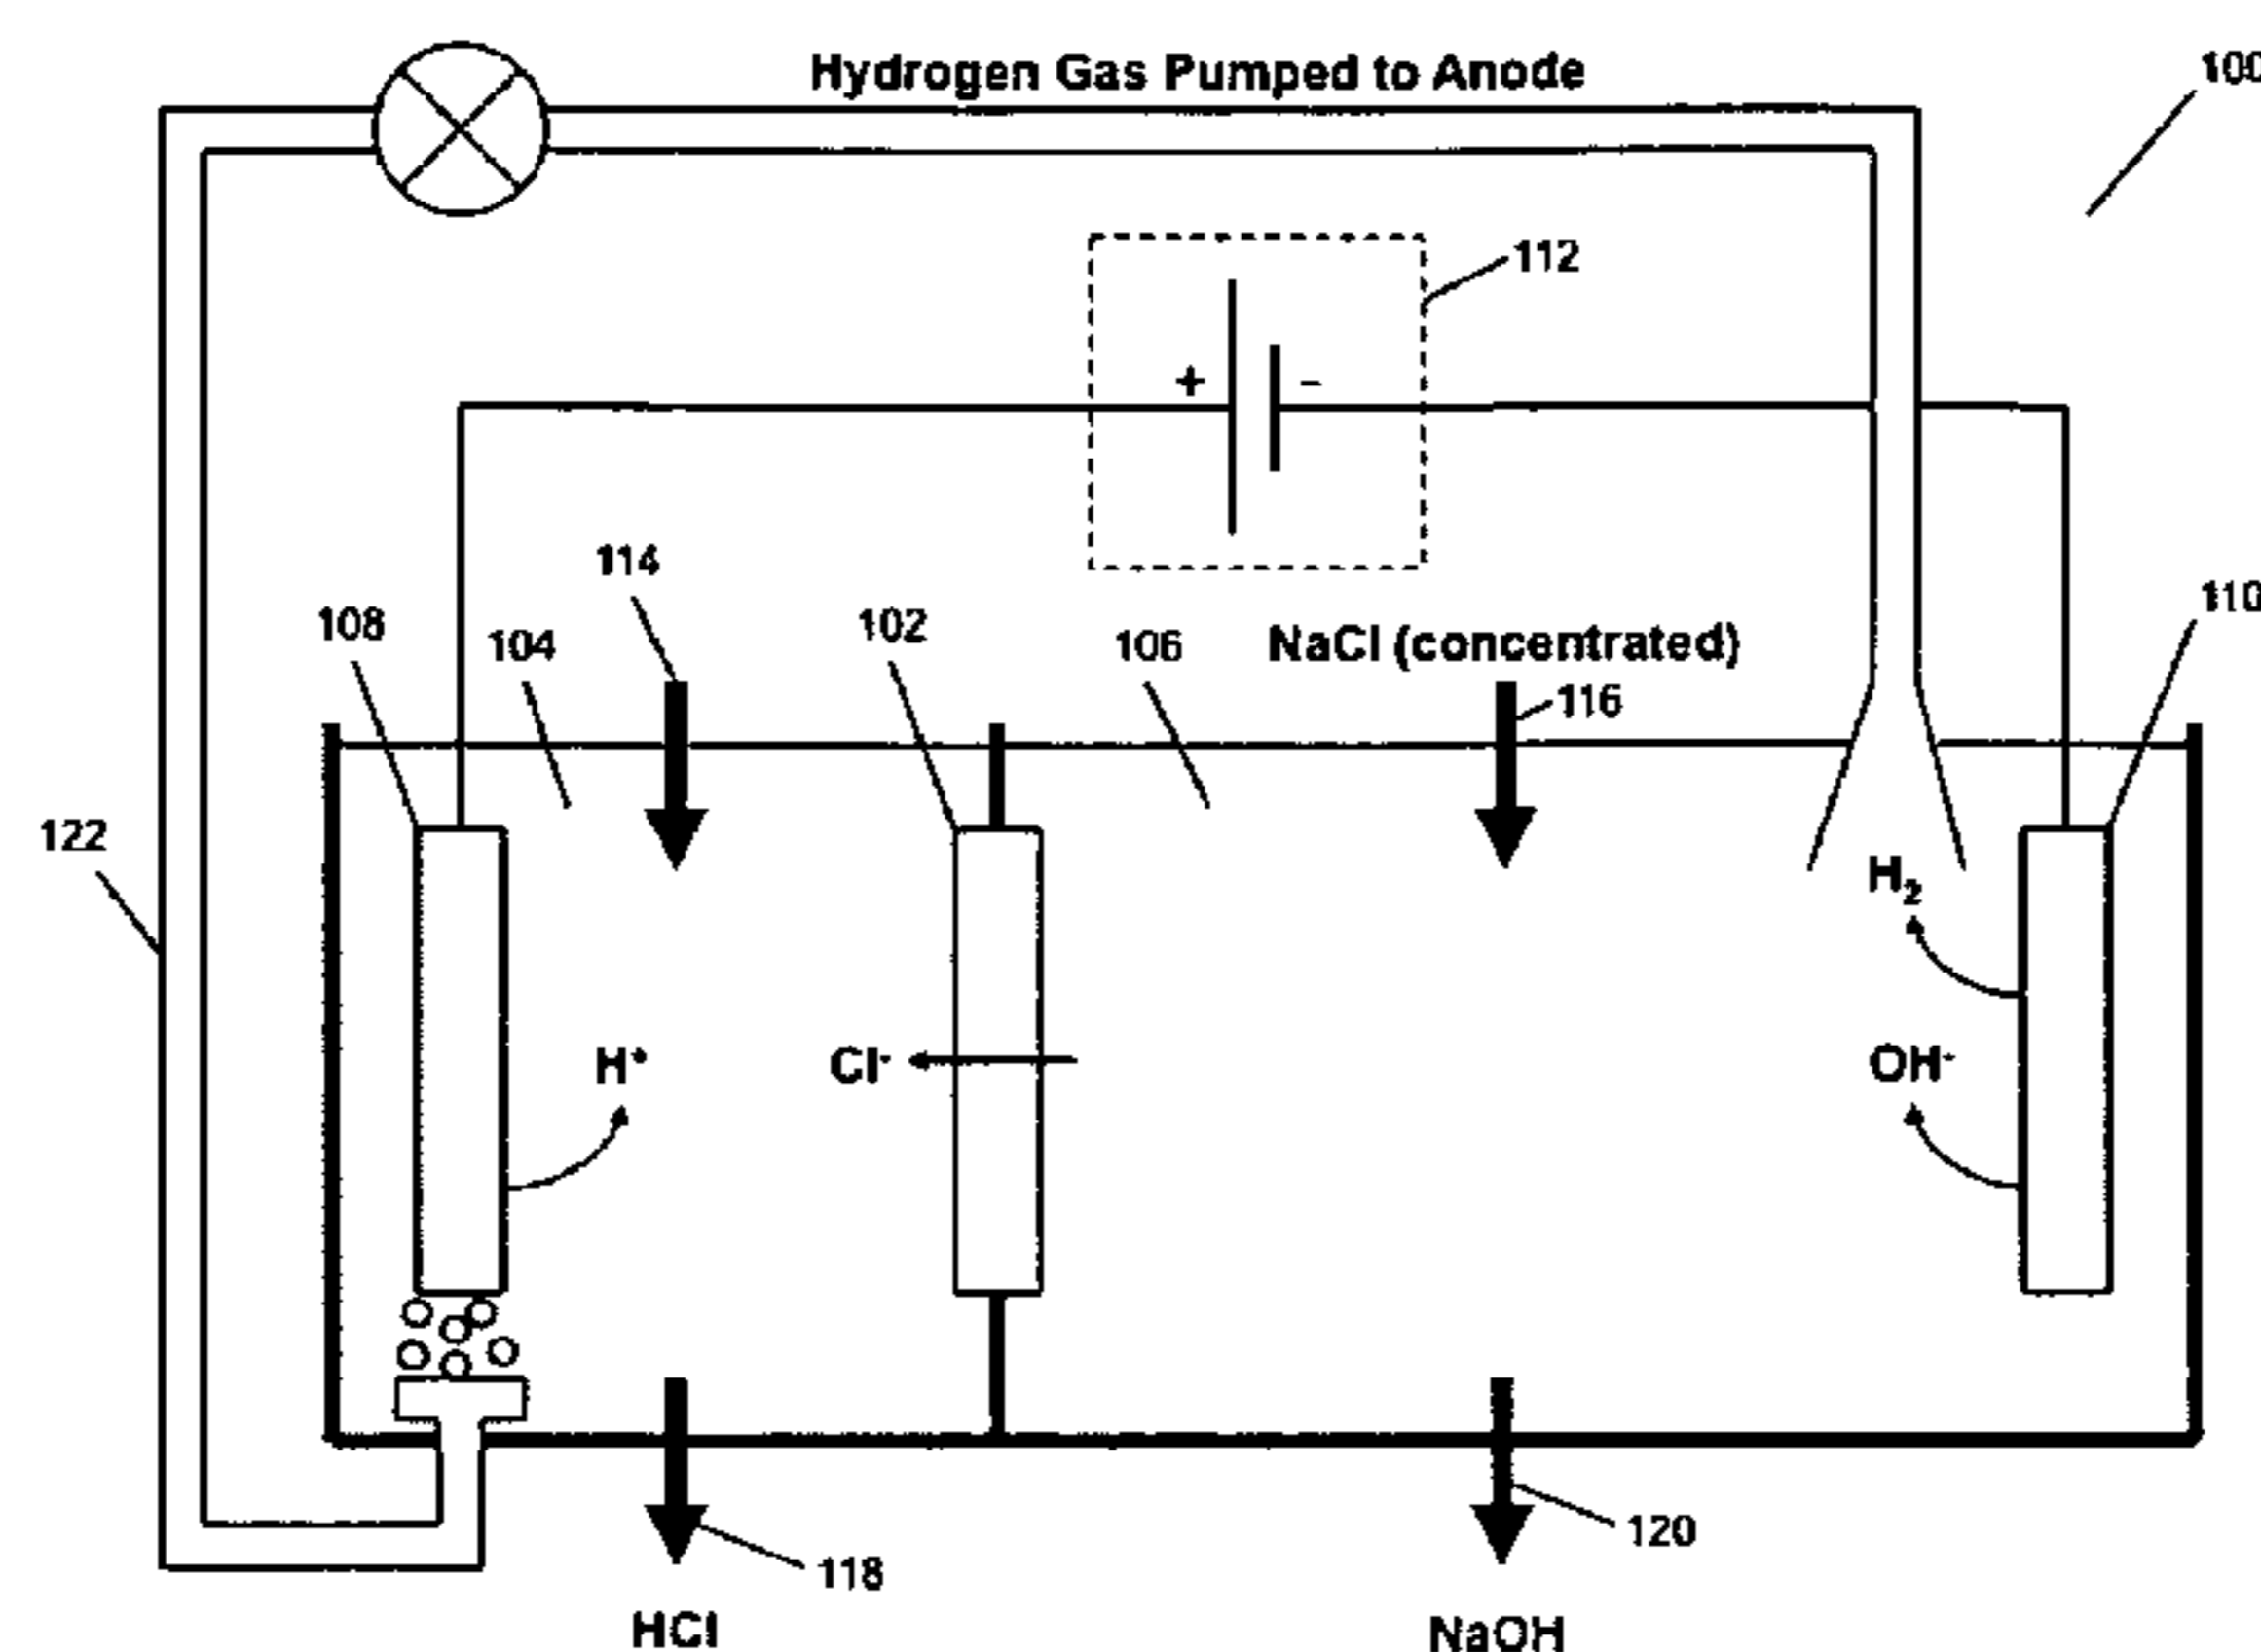 Hydrogen Gas Pumped to Anode
100
112
+ −
114
108
104
102
106
NaCl (concentrated)
116
110
122
H₂
H⁺
Cl⁻
OH⁻
118
120
HCl
NaOH